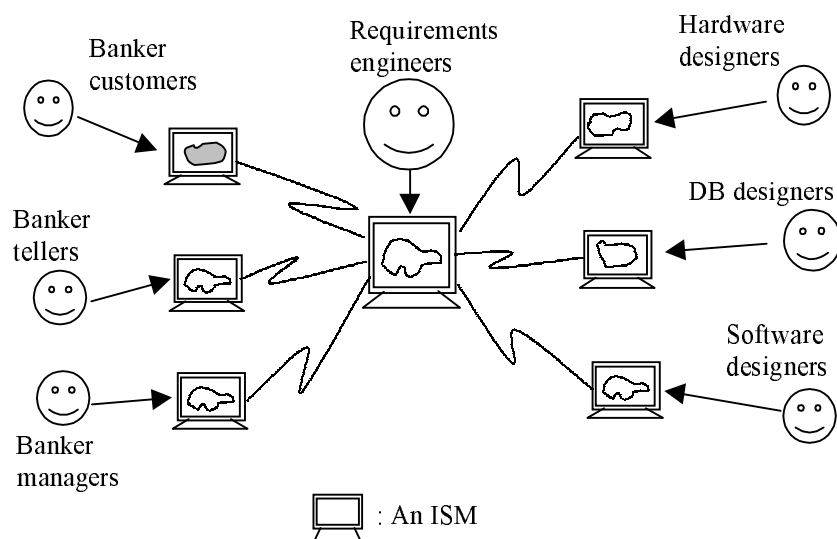 Banker
customers
Requirements
engineers
Hardware
designers
Banker
tellers
DB designers
Banker
managers
Software
designers
: An ISM